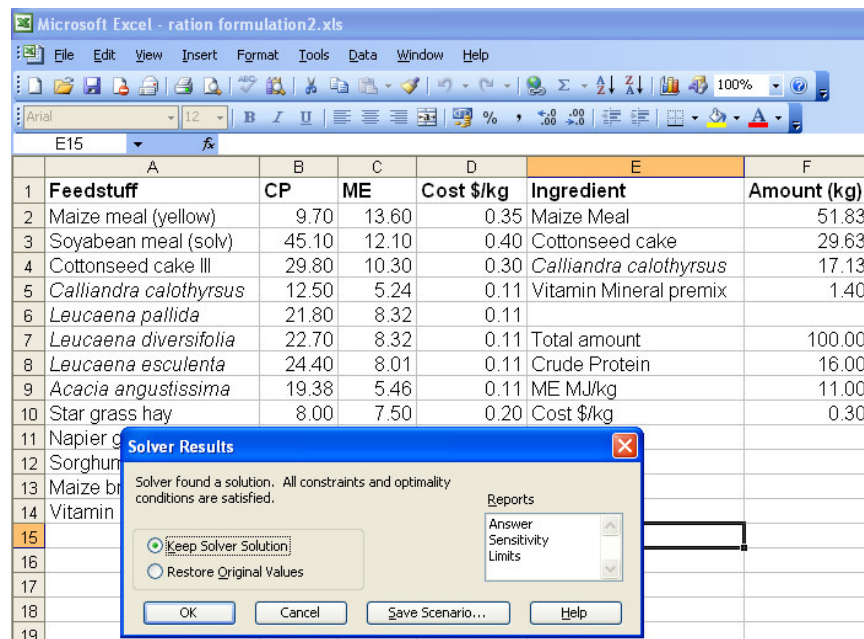 Microsoft Excel - ration formulation2.xls
File Edit View Insert Format Tools Data Window Help
100%
Arial 12 B I U
E15 fx
A B C D E F
1 Feedstuff CP ME Cost $/kg Ingredient Amount (kg)
2 Maize meal (yellow) 9.70 13.60 0.35 Maize Meal 51.83
3 Soyabean meal (solv) 45.10 12.10 0.40 Cottonseed cake 29.63
4 Cottonseed cake III 29.80 10.30 0.30 Calliandra calothyrsus 17.13
5 Calliandra calothyrsus 12.50 5.24 0.11 Vitamin Mineral premix 1.40
6 Leucaena pallida 21.80 8.32 0.11
7 Leucaena diversifolia 22.70 8.32 0.11 Total amount 100.00
8 Leucaena esculenta 24.40 8.01 0.11 Crude Protein 16.00
9 Acacia angustissima 19.38 5.46 0.11 ME MJ/kg 11.00
10 Star grass hay 8.00 7.50 0.20 Cost $/kg 0.30
11 Napier g
12 Sorghum
13 Maize br
14 Vitamin
15
16
17
18
19
Solver Results
Solver found a solution. All constraints and optimality
conditions are satisfied.
Reports
Answer
Sensitivity
Limits
Keep Solver Solution
Restore Original Values
OK Cancel Save Scenario... Help